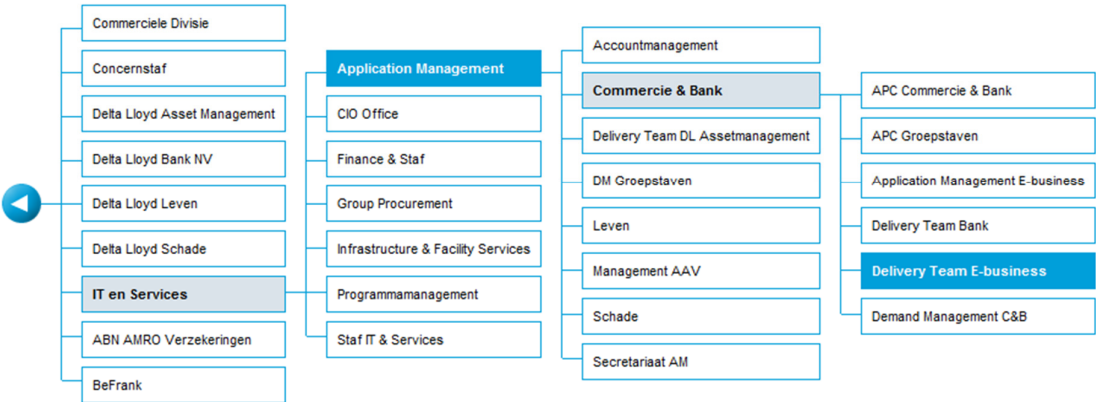 Commerciele Divisie
Concernstaf
Delta Lloyd Asset Management
Delta Lloyd Bank NV
Delta Lloyd Leven
Delta Lloyd Schade
IT en Services
ABN AMRO Verzekeringen
BeFrank
Application Management
CIO Office
Finance & Staf
Group Procurement
Infrastructure & Facility Services
Programmamanagement
Staf IT & Services
Accountmanagement
Commercie & Bank
Delivery Team DL Assetmanagement
DM Groepstaven
Leven
Management AAV
Schade
Secretariaat AM
APC Commercie & Bank
APC Groepstaven
Application Management E-business
Delivery Team Bank
Delivery Team E-business
Demand Management C&B